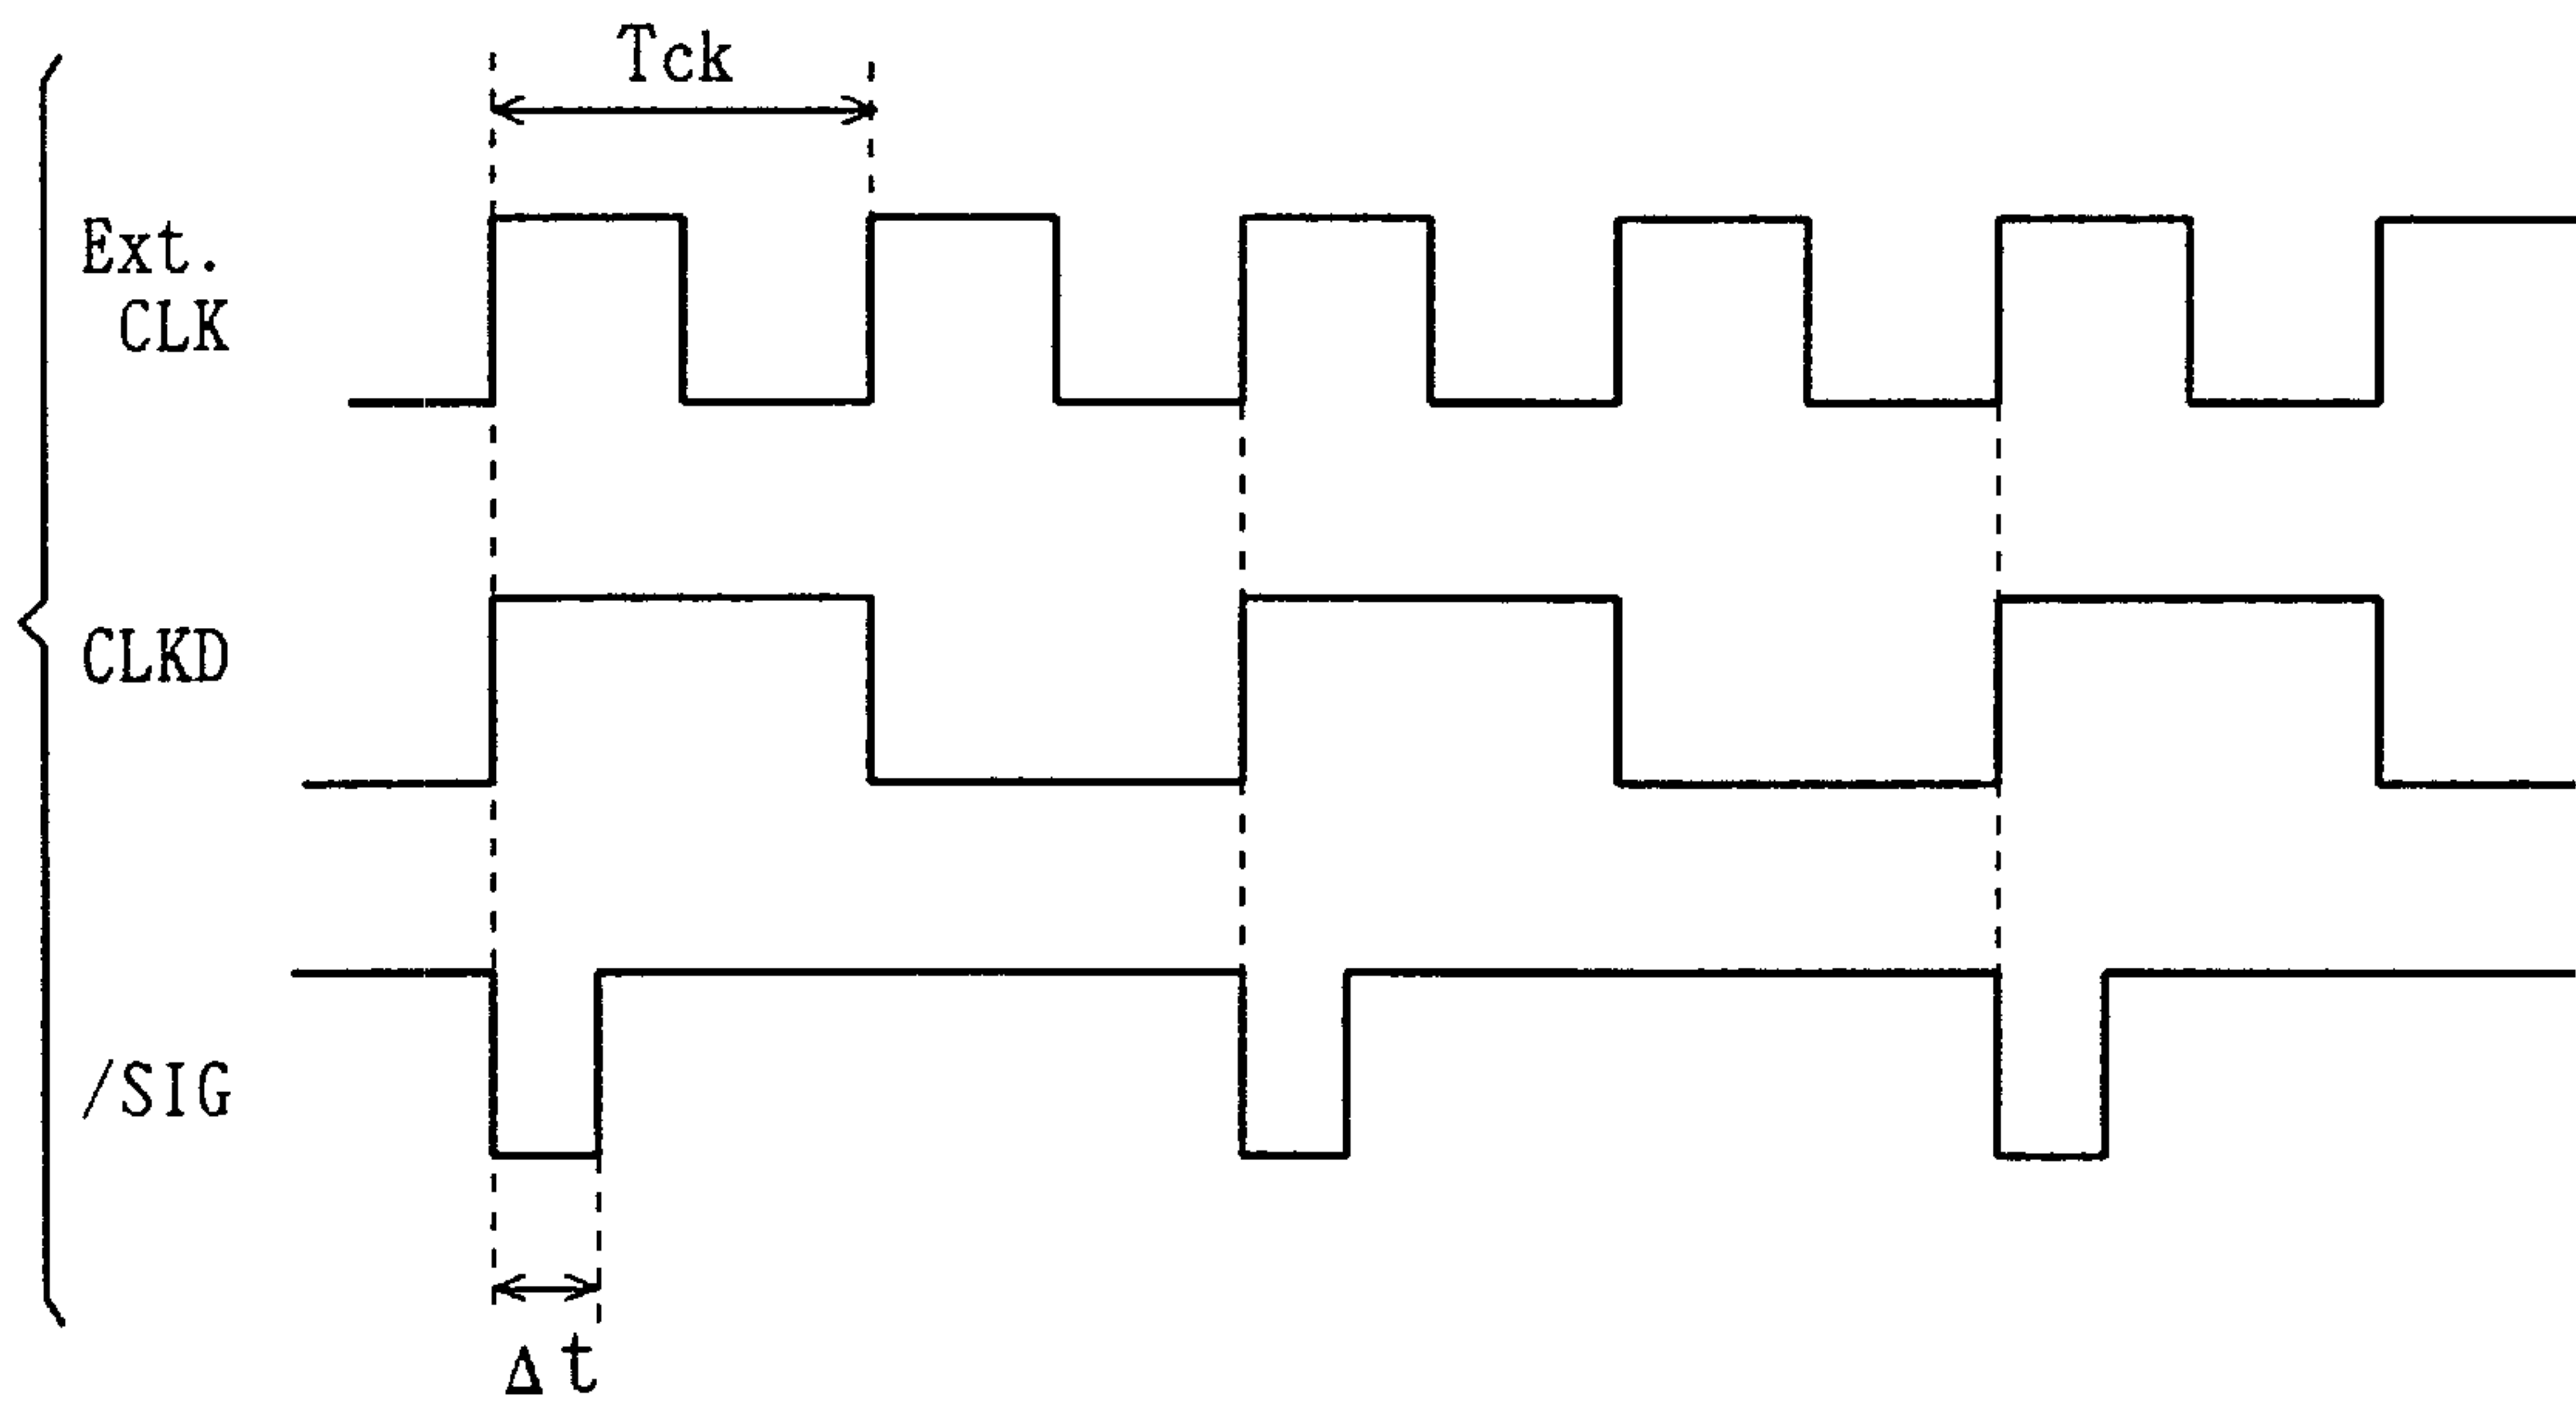 Tck
Ext.
CLK
CLKD
/SIG
Δt